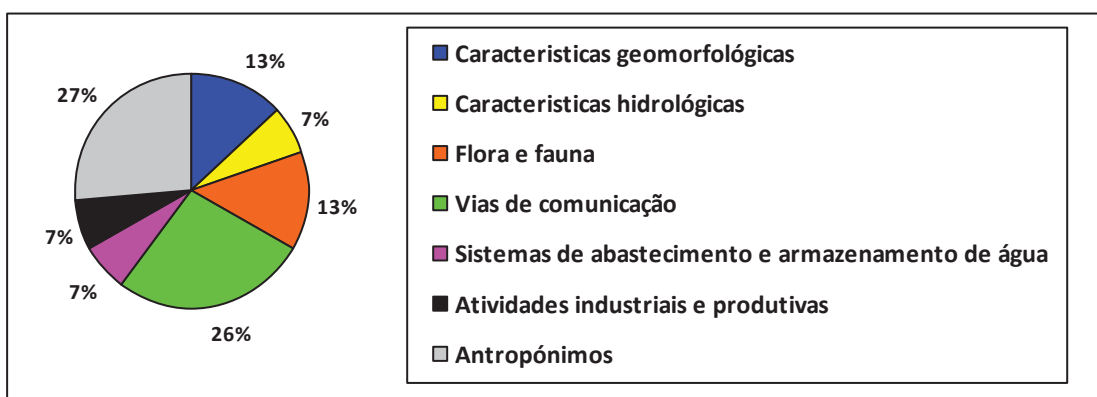 13%
7%
13%
26%
7%
7%
27%
Caracteristicas geomorfológicas
Caracteristicas hidrológicas
Flora e fauna
Vias de comunicação
Sistemas de abastecimento e armazenamento de água
Atividades industriais e produtivas
Antropónimos